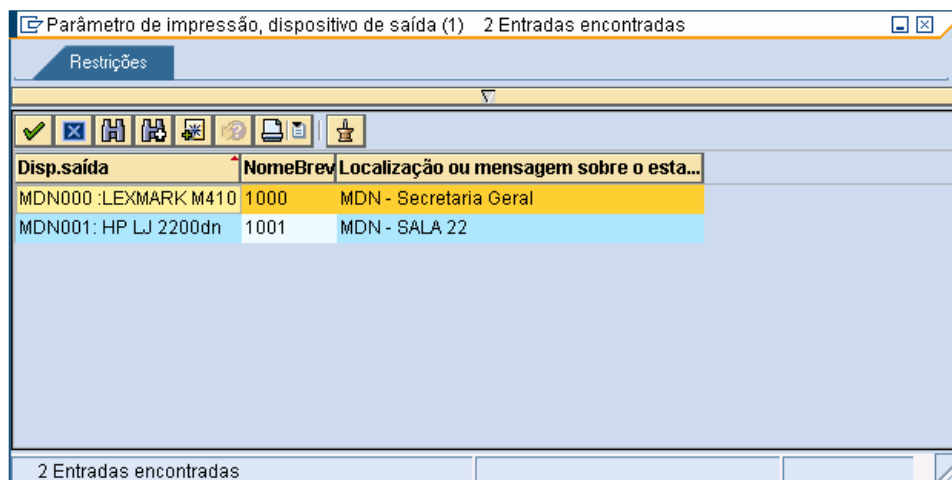 Parâmetro de impressão, dispositivo de saída (1) 2 Entradas encontradas
Restrições
Disp.saída NomeBrev Localização ou mensagem sobre o esta...
MDN000 :LEXMARK M410 1000 MDN - Secretaria Geral
MDN001: HP LJ 2200dn 1001 MDN - SALA 22
2 Entradas encontradas